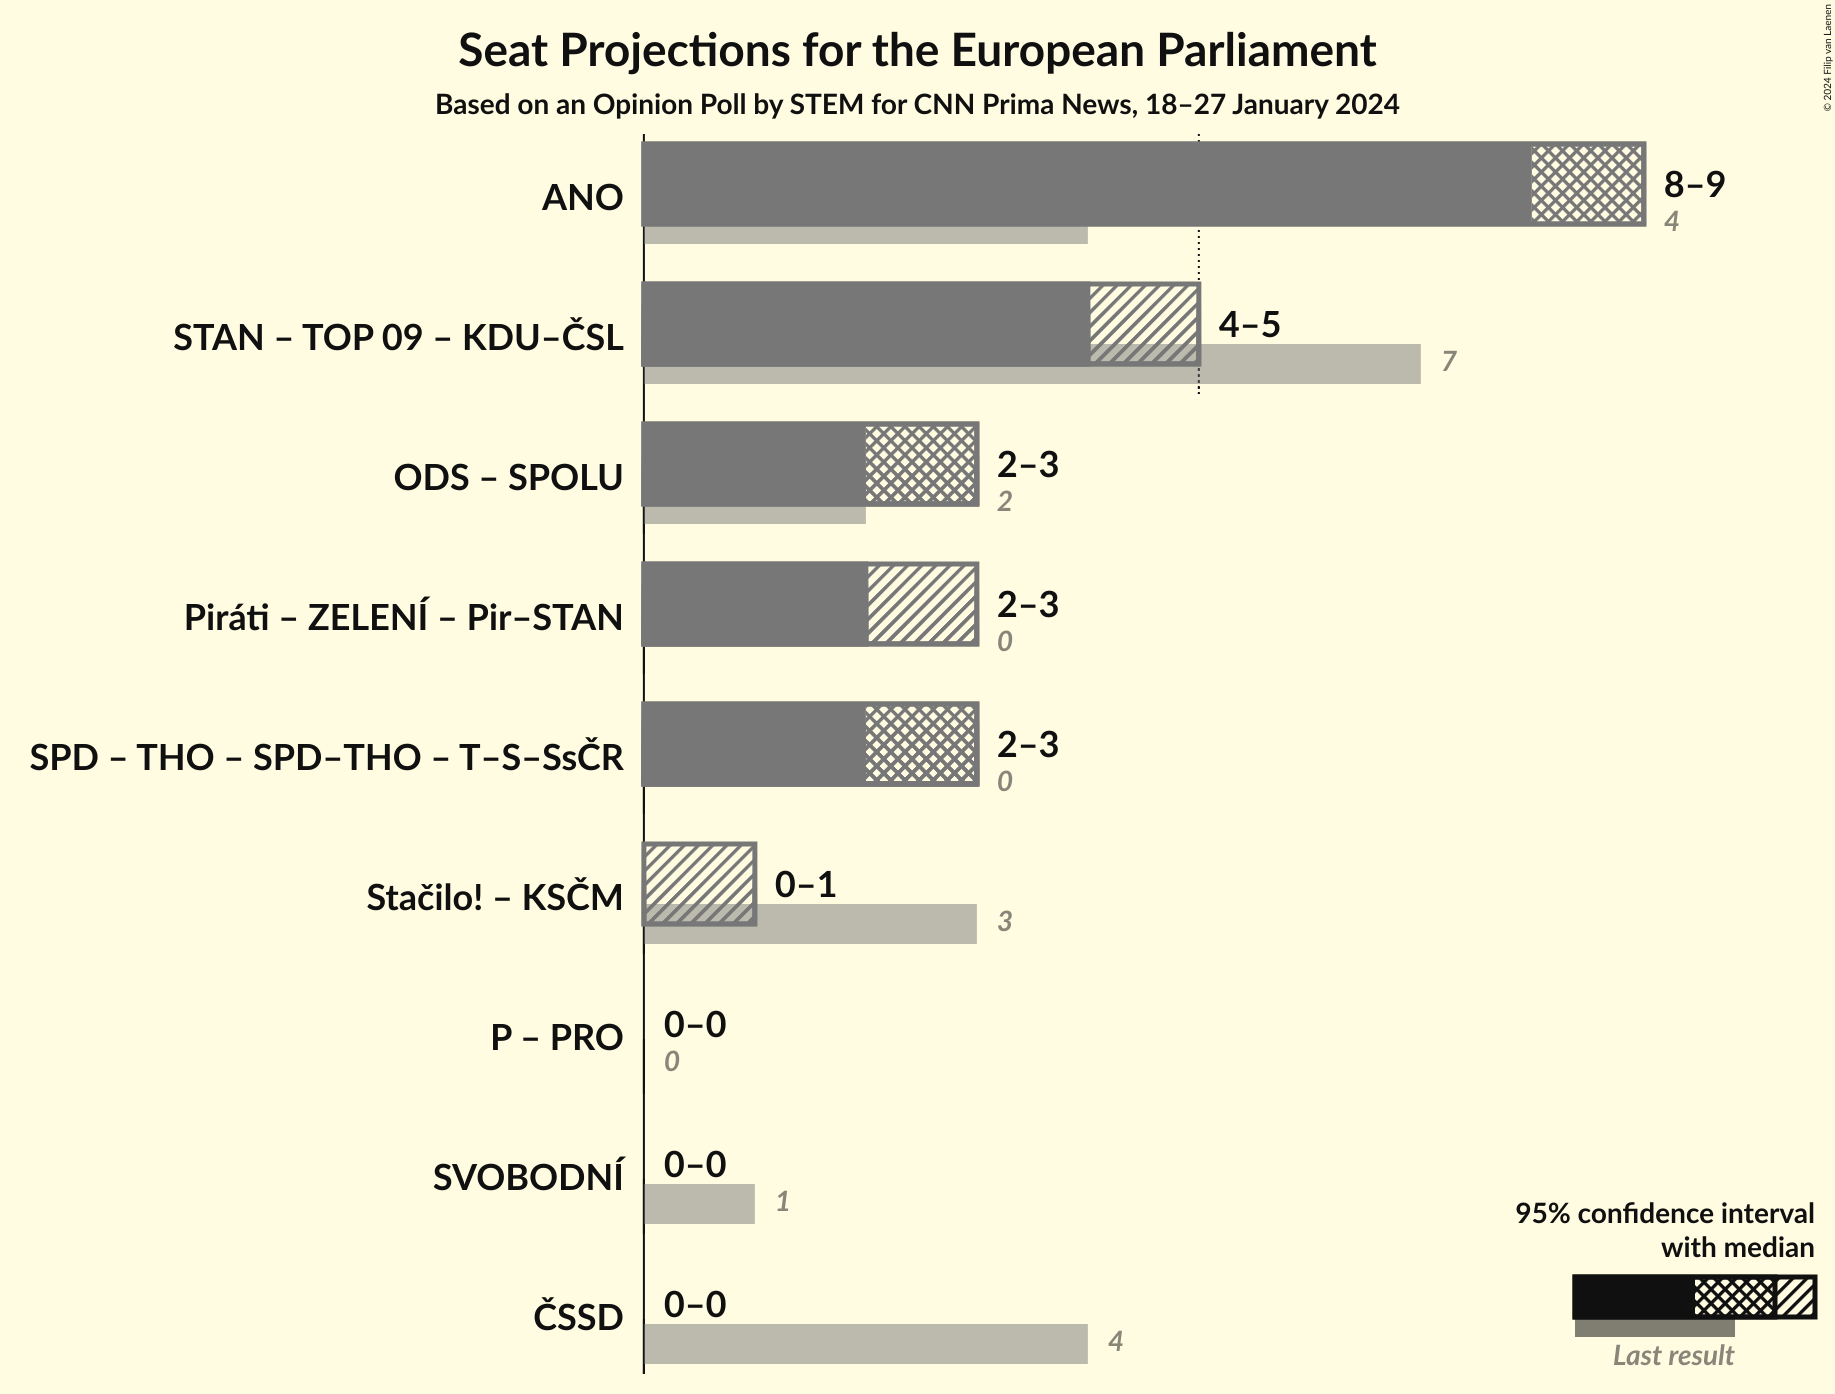 Seat Projections for the European Parliament
Based on an Opinion Poll by STEM for CNN Prima News, 18–27 January 2024
© 2024 Filip van Laenen
ANO
8–9
4
STAN – TOP 09 – KDU–ČSL
4–5
7
ODS – SPOLU
2–3
2
Piráti – ZELENÍ – Pir–STAN
2–3
0
SPD – THO – SPD–THO – T–S–SsČR
2–3
0
Stačilo! – KSČM
0–1
3
P – PRO
0–0
0
SVOBODNÍ
0–0
1
ČSSD
0–0
4
95% confidence interval
with median
Last result